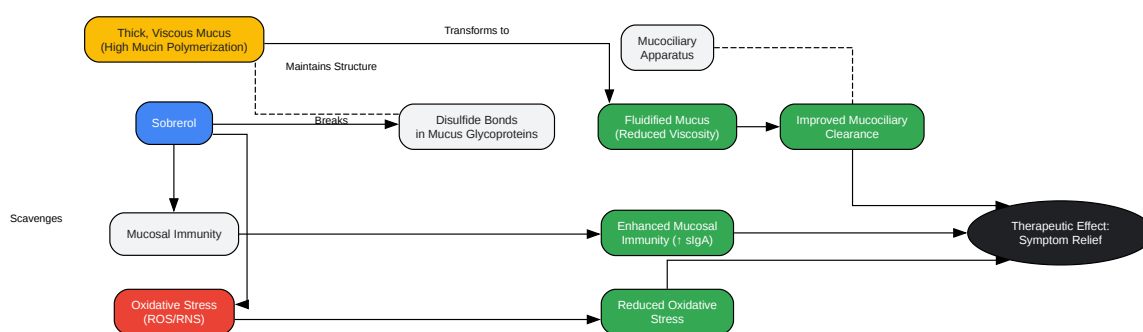 Thick, Viscous Mucus
(High Mucin Polymerization)
Transforms to
Mucociliary
Apparatus
Maintains Structure
Sobrerol
Breaks
Disulfide Bonds
in Mucus Glycoproteins
Fluidified Mucus
(Reduced Viscosity)
Improved Mucociliary
Clearance
Scavenges
Mucosal Immunity
Enhanced Mucosal
Immunity (↑ sIgA)
Therapeutic Effect:
Symptom Relief
Oxidative Stress
(ROS/RNS)
Reduced Oxidative
Stress